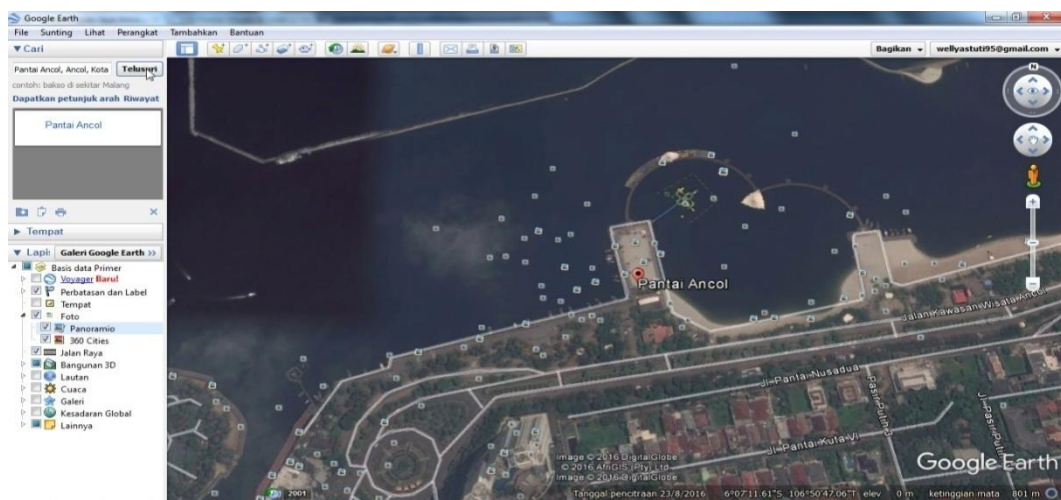 Google Earth
File Sunting Lihat Perangkat Tambahkan Bantuan
▼ Cari
Pantai Ancol, Ancol, Kota
Telusuri
contoh: bakso di sekitar Malang
Dapatkan petunjuk arah Riwayat
Pantai Ancol
Bagikan
wellyastuti95@gmail.com
Tempat
Lapi:
Galeri Google Earth >>
Basis data Primer
Voyager Baru!
Perbatasan dan Label
Tempat
Foto
Panoramio
360 Cities
Jalan Raya
Bangunan 3D
Lautan
Cuaca
Galeri
Kesadaran Global
Lainnya
N
Pantai Ancol
Jalan Kawasan Wisata Ancol
Jl. Pantai Nusadua
Pasir Putih
Jl. Pasir Putih
Jl. Pantai Kuta VI
Image © 2016 DigitalGlobe
© 2016 AfriGIS (Pty) Ltd.
Image © 2016 DigitalGlobe
Google Earth
2001
Tanggal pencitraan 23/8/2016 6°07'11.61"S 106°50'47.06"T elev 0 m Ketinggian mata 801 m